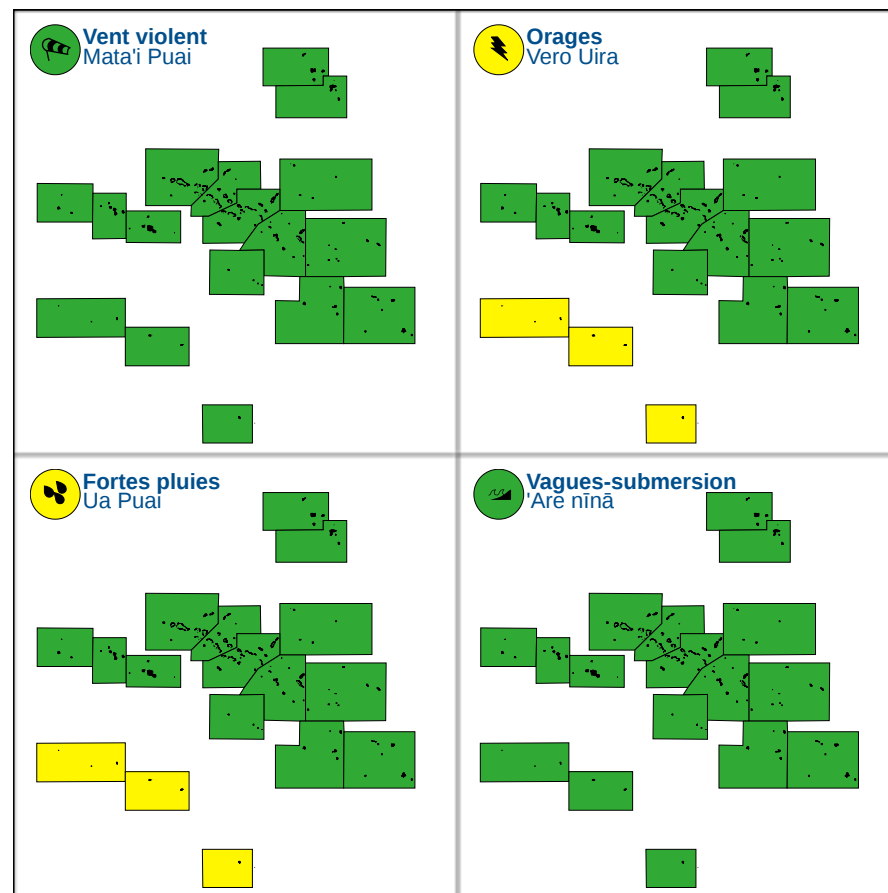 Vent violent
Mata'i Puai
Orages
Vero Uira
Fortes pluies
Ua Puai
Vagues-submersion
'Are nīnā